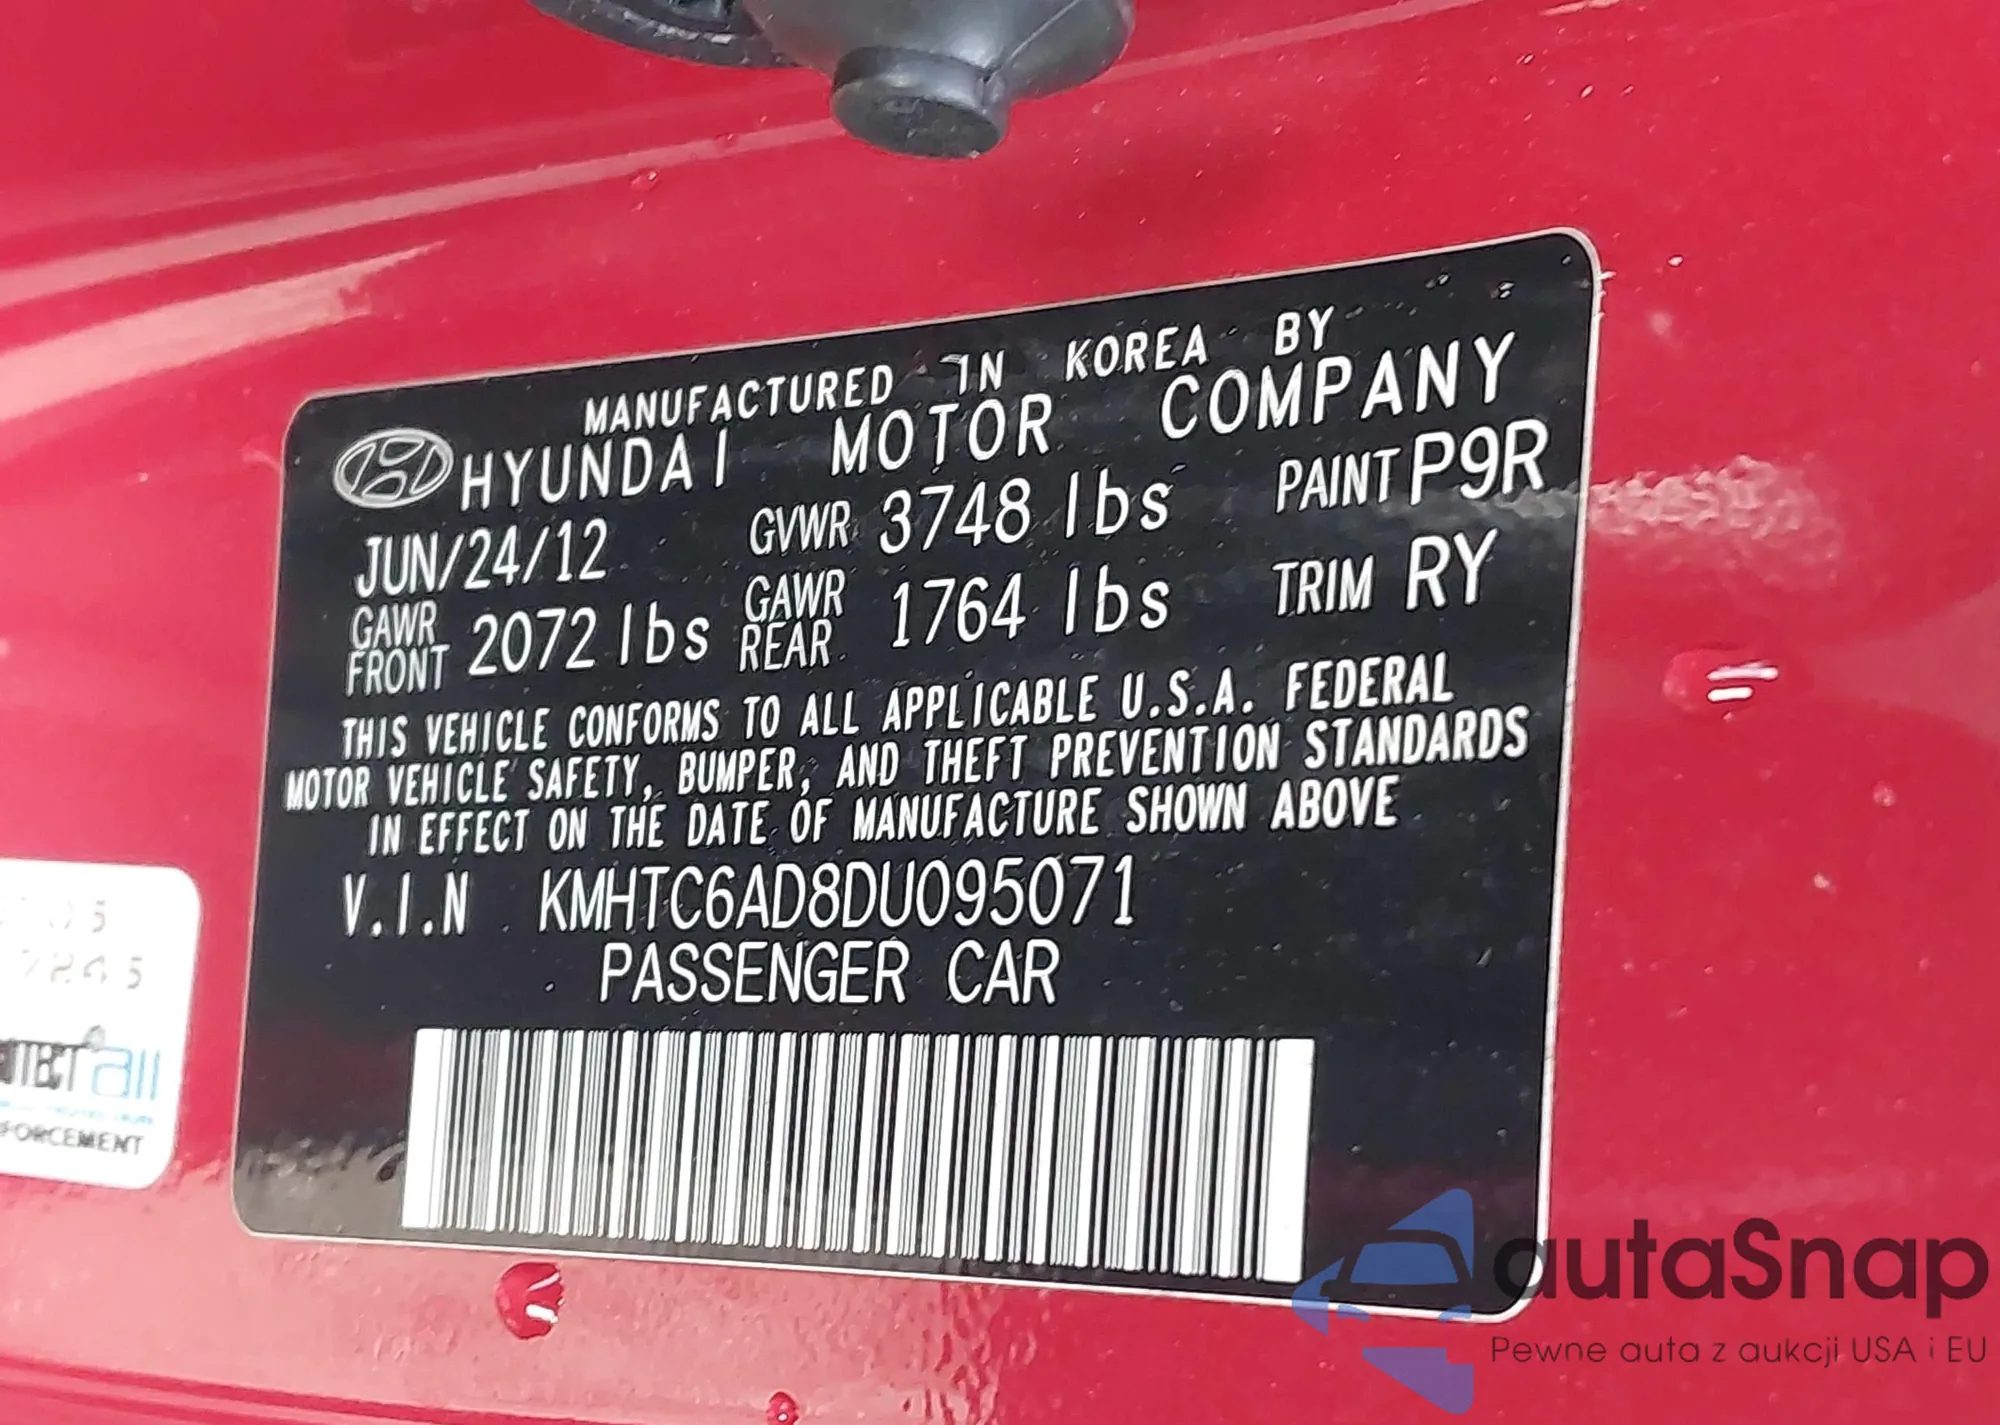 MANUFACTURED IN KOREA BY
HYUNDAI MOTOR COMPANY
JUN/24/12 GVWR 3748 lbs PAINT P9R
GAWR FRONT 2072 lbs GAWR REAR 1764 lbs TRIM RY
THIS VEHICLE CONFORMS TO ALL APPLICABLE U.S.A. FEDERAL
MOTOR VEHICLE SAFETY, BUMPER, AND THEFT PREVENTION STANDARDS
IN EFFECT ON THE DATE OF MANUFACTURE SHOWN ABOVE
V.I.N KMHTC6AD8DU095071
PASSENGER CAR
all
FORCEMENT
autaSnap
Pewne auta z aukcji USA i EU